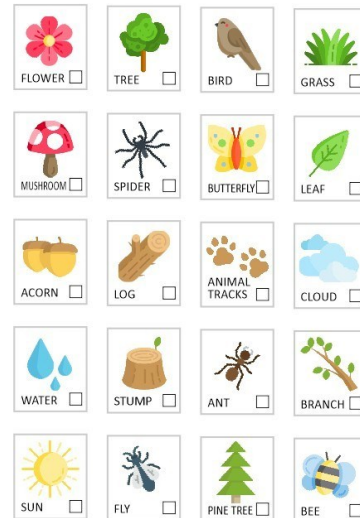 FLOWER
TREE
BIRD
GRASS
MUSHROOM
SPIDER
BUTTERFLY
LEAF
ACORN
LOG
ANIMAL
TRACKS
CLOUD
WATER
STUMP
ANT
BRANCH
SUN
FLY
PINE TREE
BEE